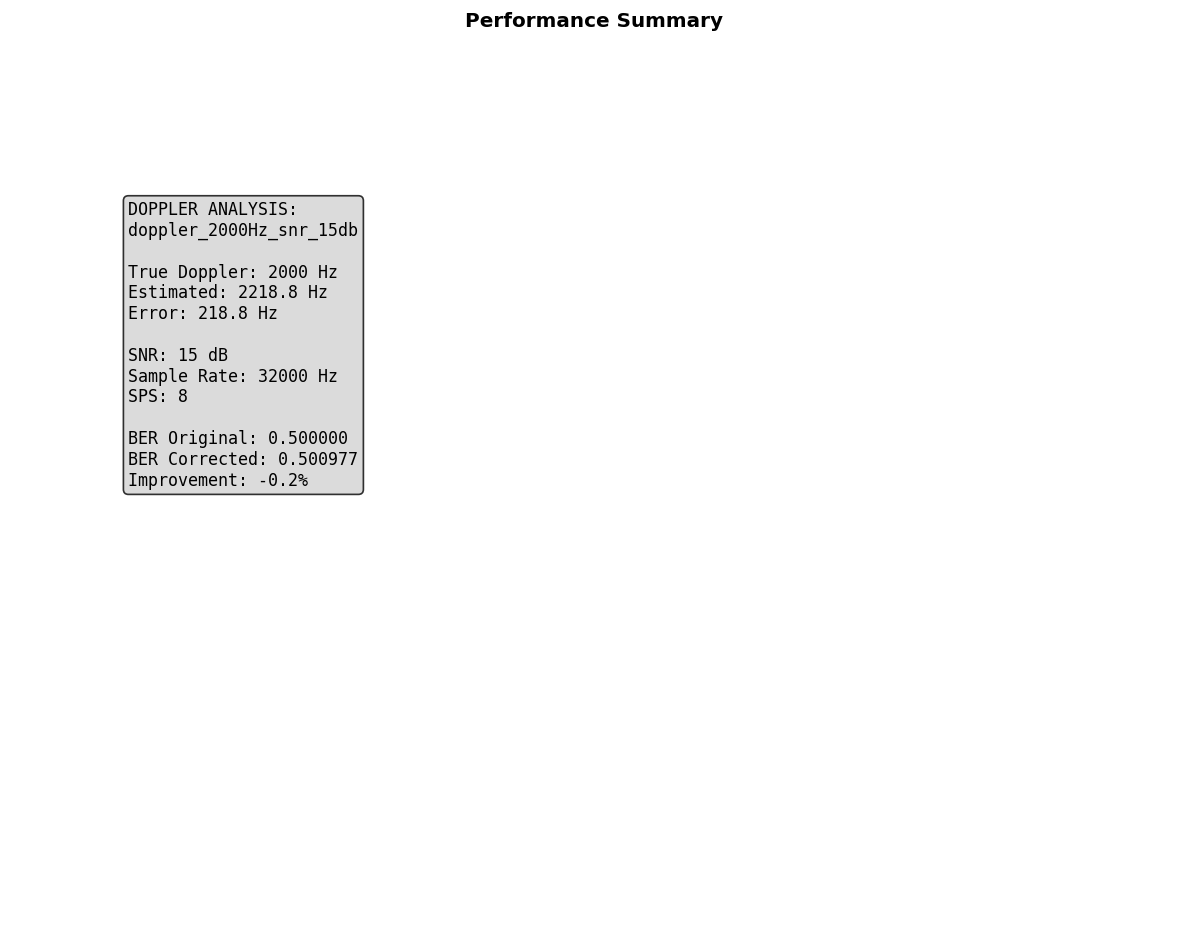 Performance Summary
DOPPLER ANALYSIS:
doppler_2000Hz_snr_15db
True Doppler: 2000 Hz
Estimated: 2218.8 Hz
Error: 218.8 Hz
SNR: 15 dB
Sample Rate: 32000 Hz
SPS: 8
BER Original: 0.500000
BER Corrected: 0.500977
Improvement: -0.2%